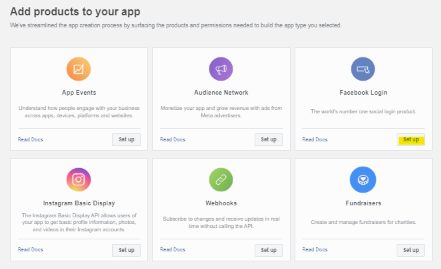 Add products to your app
We've streamlined the app creation process by surfacing the products and permissions needed to build the app type you selected.
App Events
Understand how people engage with your business
across apps, devices, platforms and websites.
Read Docs
Set up
Audience Network
Monetize your app and grow revenue with ads from
Meta advertisers.
Read Docs
Set up
Facebook Login
The world's number one social login product.
Read Docs
Set up
Instagram Basic Display
The Instagram Basic Display API allows users of
your app to get basic profile information, photos,
and videos in their Instagram accounts.
Read Docs
Set up
Webhooks
Subscribe to changes and receive updates in real
time without calling the API.
Read Docs
Set up
Fundraisers
Create and manage fundraisers for charities.
Read Docs
Set up